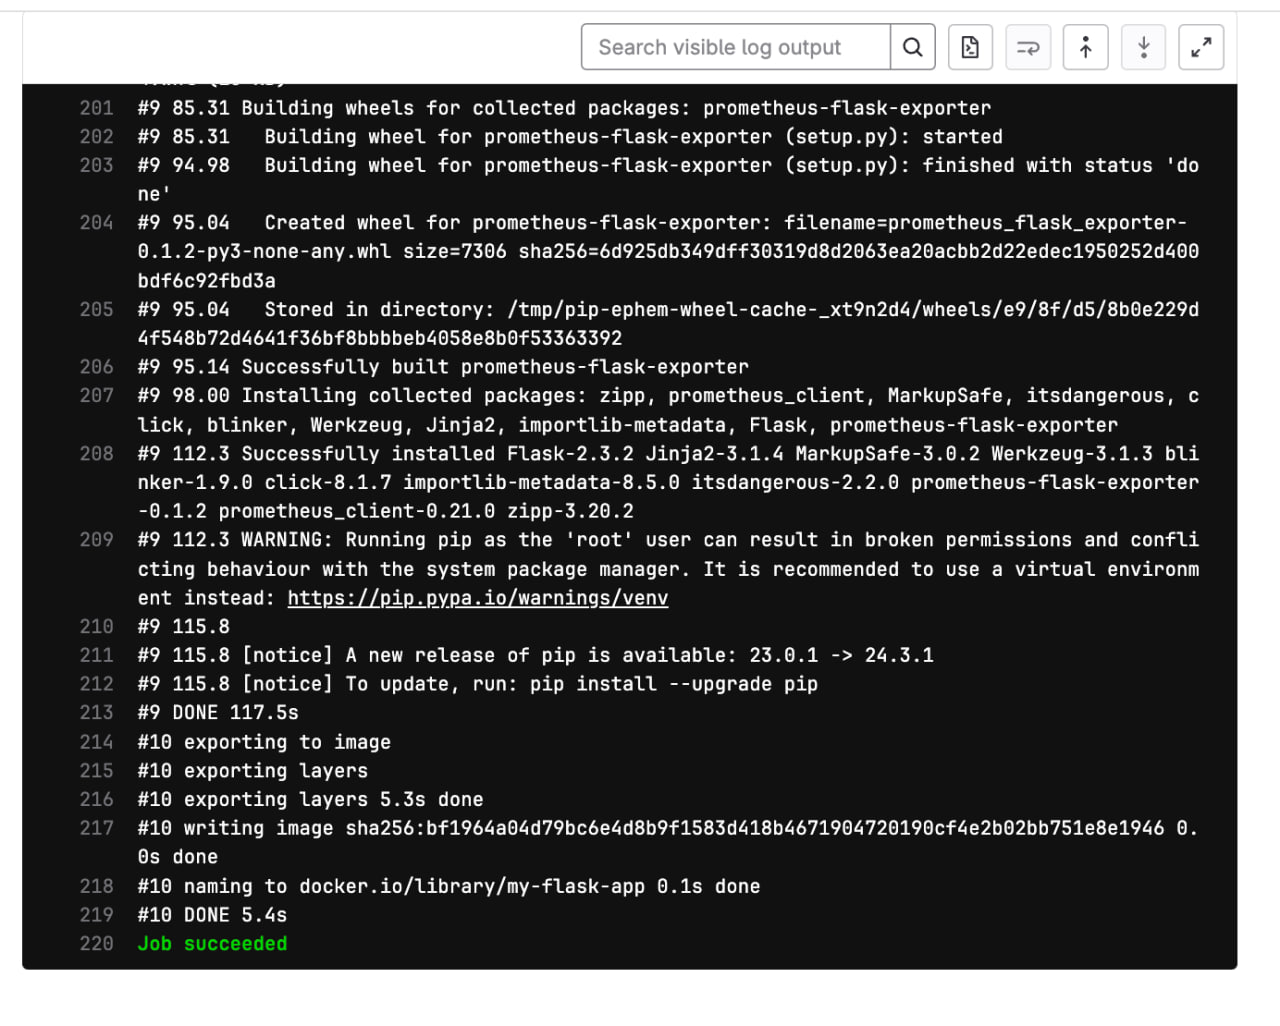 Search visible log output
201 #9 85.31 Building wheels for collected packages: prometheus-flask-exporter
202 #9 85.31   Building wheel for prometheus-flask-exporter (setup.py): started
203 #9 94.98   Building wheel for prometheus-flask-exporter (setup.py): finished with status 'do
ne'
204 #9 95.04   Created wheel for prometheus-flask-exporter: filename=prometheus_flask_exporter-
0.1.2-py3-none-any.whl size=7306 sha256=6d925db349dff30319d8d2063ea20acbb2d22edec1950252d400
bdf6c92fbd3a
205 #9 95.04   Stored in directory: /tmp/pip-ephem-wheel-cache-_xt9n2d4/wheels/e9/8f/d5/8b0e229d
4f548b72d4641f36bf8bbbbeb4058e8b0f53363392
206 #9 95.14 Successfully built prometheus-flask-exporter
207 #9 98.00 Installing collected packages: zipp, prometheus_client, MarkupSafe, itsdangerous, c
lick, blinker, Werkzeug, Jinja2, importlib-metadata, Flask, prometheus-flask-exporter
208 #9 112.3 Successfully installed Flask-2.3.2 Jinja2-3.1.4 MarkupSafe-3.0.2 Werkzeug-3.1.3 bli
nker-1.9.0 click-8.1.7 importlib-metadata-8.5.0 itsdangerous-2.2.0 prometheus-flask-exporter
-0.1.2 prometheus_client-0.21.0 zipp-3.20.2
209 #9 112.3 WARNING: Running pip as the 'root' user can result in broken permissions and confli
cting behaviour with the system package manager. It is recommended to use a virtual environm
ent instead: https://pip.pypa.io/warnings/venv
210 #9 115.8
211 #9 115.8 [notice] A new release of pip is available: 23.0.1 -> 24.3.1
212 #9 115.8 [notice] To update, run: pip install --upgrade pip
213 #9 DONE 117.5s
214 #10 exporting to image
215 #10 exporting layers
216 #10 exporting layers 5.3s done
217 #10 writing image sha256:bf1964a04d79bc6e4d8b9f1583d418b4671904720190cf4e2b02bb751e8e1946 0.
0s done
218 #10 naming to docker.io/library/my-flask-app 0.1s done
219 #10 DONE 5.4s
220 Job succeeded